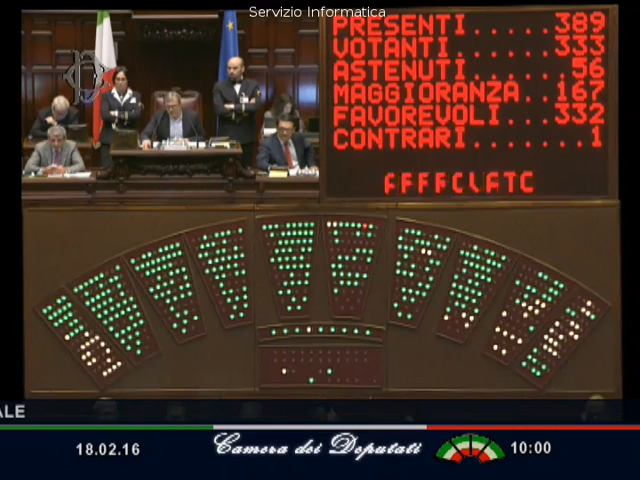 Servizio Informatica
PRESENTI.....389
VOTANTI......333
ASTENUTI......56
MAGGIORANZA..167
FAVOREVOLI...332
CONTRARI.......1
ALE
18.02.16
Camera dei Deputati
10:00